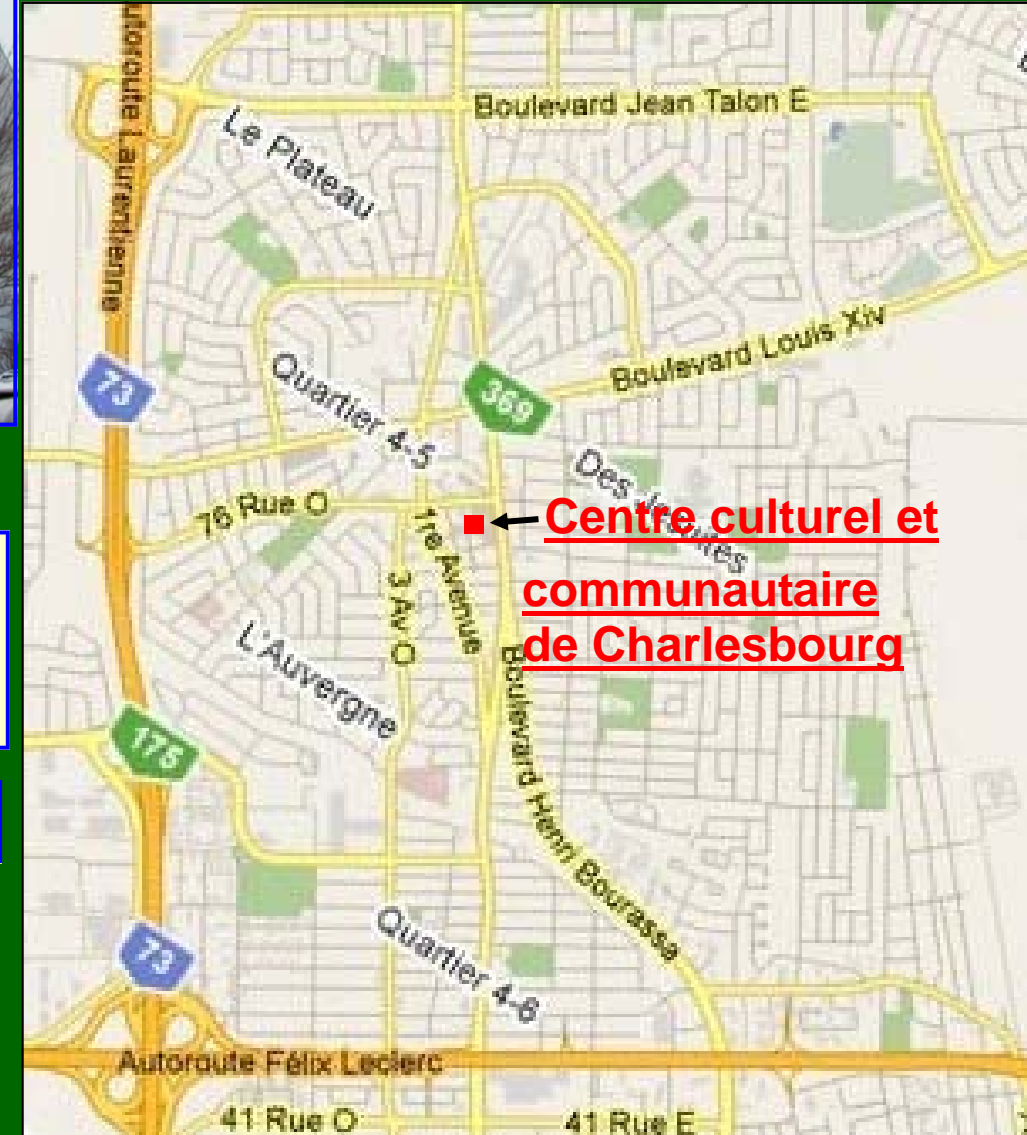 Autoroute Laurentienne
Boulevard Jean Talon E
Le Plateau
Boulevard Louis Xiv
73
369
Quartier 4-5
Des Jésuites
76 Rue O
1re Avenue
Centre culturel et
communautaire
de Charlesbourg
3 Av O
L'Auvergne
Boulevard Henri Bourassa
175
Quartier 4-6
73
Autoroute Félix Leclerc
41 Rue O
41 Rue E